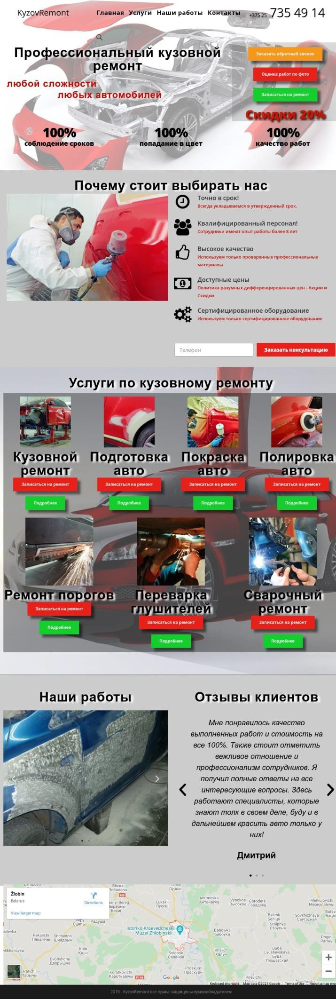 KyzovRemont
Главная Услуги Наши работы Контакты
+375 25 735 49 14
Профессиональный кузовной
ремонт
любой сложности
любых автомобилей
Заказать обратный звонок
Оценка работ по фото
Записаться на ремонт
Скидки 20%
100%
соблюдение сроков
100%
попадание в цвет
100%
качество работ
Почему стоит выбирать нас
Точно в срок!
Всегда укладываемся в утвержденный срок.
Квалифицированный персонал!
Сотрудники имеют опыт работы более 8 лет
Высокое качество
Используем только проверенные профессиональные
материалы
Доступные цены
Политика разумных дифференцированных цен - Акции и
Скидки
Сертифицированное оборудование
Используем только сертифицированное оборудование
Телефон
Заказать консультацию
Услуги по кузовному ремонту
Кузовной
ремонт
Записаться на ремонт
Подробнее
Подготовка
авто
Записаться на ремонт
Подробнее
Покраска
авто
Записаться на ремонт
Подробнее
Полировка
авто
Записаться на ремонт
Подробнее
Ремонт порогов
Записаться на ремонт
Подробнее
Переварка
глушителей
Записаться на ремонт
Подробнее
Сварочный
ремонт
Записаться на ремонт
Подробнее
Наши работы
Отзывы клиентов
Мне понравилось качество
выполненных работ и стоимость на
все 100%. Также стоит отметить
вежливое отношение и
профессионализм сотрудников. Я
получил полные ответы на все
интересующие вопросы. Здесь
работают специалисты, которые
знают толк в своем деле, буду и в
дальнейшем красить авто только у
них!
Дмитрий
Žlobin
Belarus
Directions
View larger map
Вёска
Побалава
M5
Бераг
Luchin
Лучын
Lukski
Лукскі
Antonovka
Антонаўка
Vysokoe
Высокое
Gorodets
Гарадзец
Merkulovichi
Меркулавічы
Belitsk
Беліцк
Sovkhoznaya
Саўгасная
Stolpnya
Стоўпня
Stepy
Сцяпы
Радуша
Istoriko-Kraevedcheskii
Muzei Zhlobinskii...
Babowka
Бабоўка
Pekalichi
Пякалічы
Shchedrin
Шчадрын
Kitin
Кіцін
Solonoe
Салоное
Khal'ch
Хальч
Buda
Lyushevskaya
Буда
Люшаўская
Dvorishche
Дворышча
Parichi
Парычы
Korotkovichi
Кароткавічы
P149
Proskurni
Праскурні
Google
Keyboard shortcuts Map data ©2021 Google Terms of Use Report a map erro
2019 - KyzovRemont все права защищены правообладателем